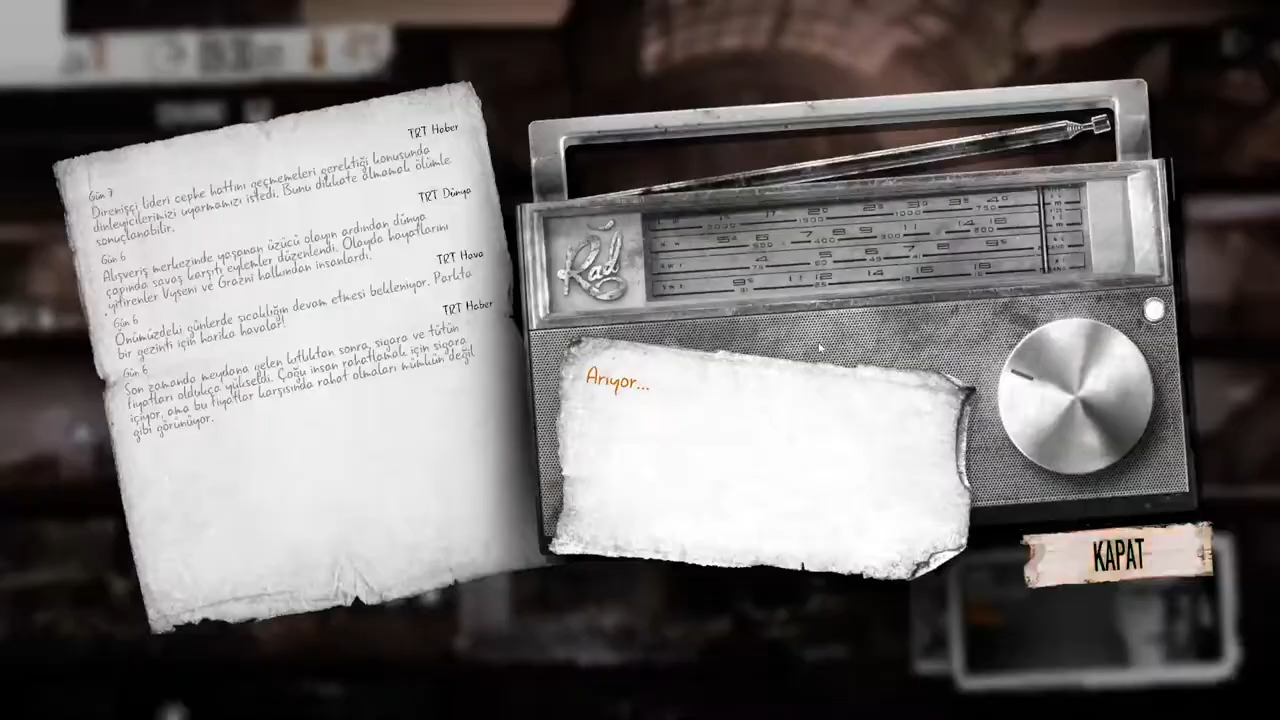 TRT Haber
Gün 7
Direnişçi lideri cephe hattını geçmemeleri gerektiği konusunda
dinleyicilerimizi uyarmamızı istedi. Bunu dikkate almamak ölümle
sonuçlanabilir.
TRT Dünya
Gün 6
Alışveriş merkezinde yaşanan üzücü olayın ardından dünya
çapında savaş karşıtı eylemler düzenlendi. Olayda hayatlarını
yitirenler Vyseni ve Grazni halkından insanlardı.
TRT Hava
Gün 6
Önümüzdeki günlerde sıcaklığın devam etmesi bekleniyor. Parkta
bir gezinti için harika havalar!
TRT Haber
Gün 6
Son zamanda meydana gelen kıtlıktan sonra, sigara ve tütün
fiyatları oldukça yükseldi. Çoğu insan rahatlamak için sigara
içiyor, ama bu fiyatlar karşısında rahat olmaları mümkün değil
gibi görünüyor.
Rad
Arıyor...
KAPAT